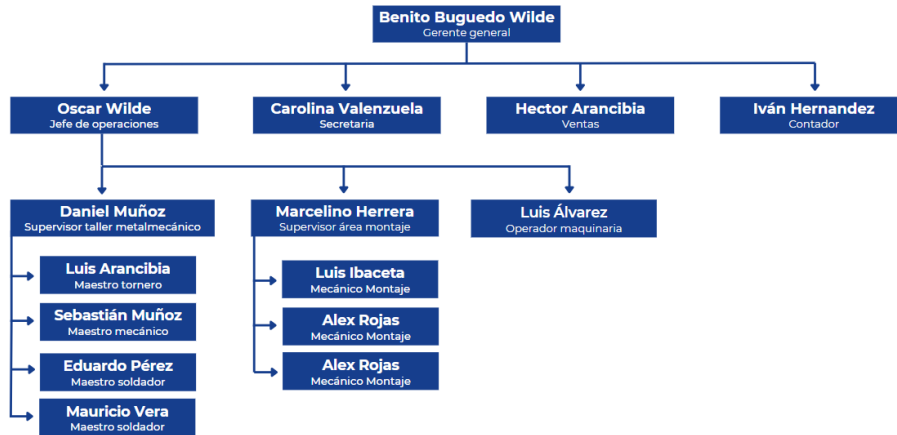 Benito Buguedo Wilde
Gerente general
Oscar Wilde
Jefe de operaciones
Carolina Valenzuela
Secretaria
Hector Arancibia
Ventas
Iván Hernandez
Contador
Daniel Muñoz
Supervisor taller metalmecánico
Marcelino Herrera
Supervisor área montaje
Luis Álvarez
Operador maquinaria
Luis Arancibia
Maestro tornero
Sebastián Muñoz
Maestro mecánico
Eduardo Pérez
Maestro soldador
Mauricio Vera
Maestro soldador
Luis Ibaceta
Mecánico Montaje
Alex Rojas
Mecánico Montaje
Alex Rojas
Mecánico Montaje